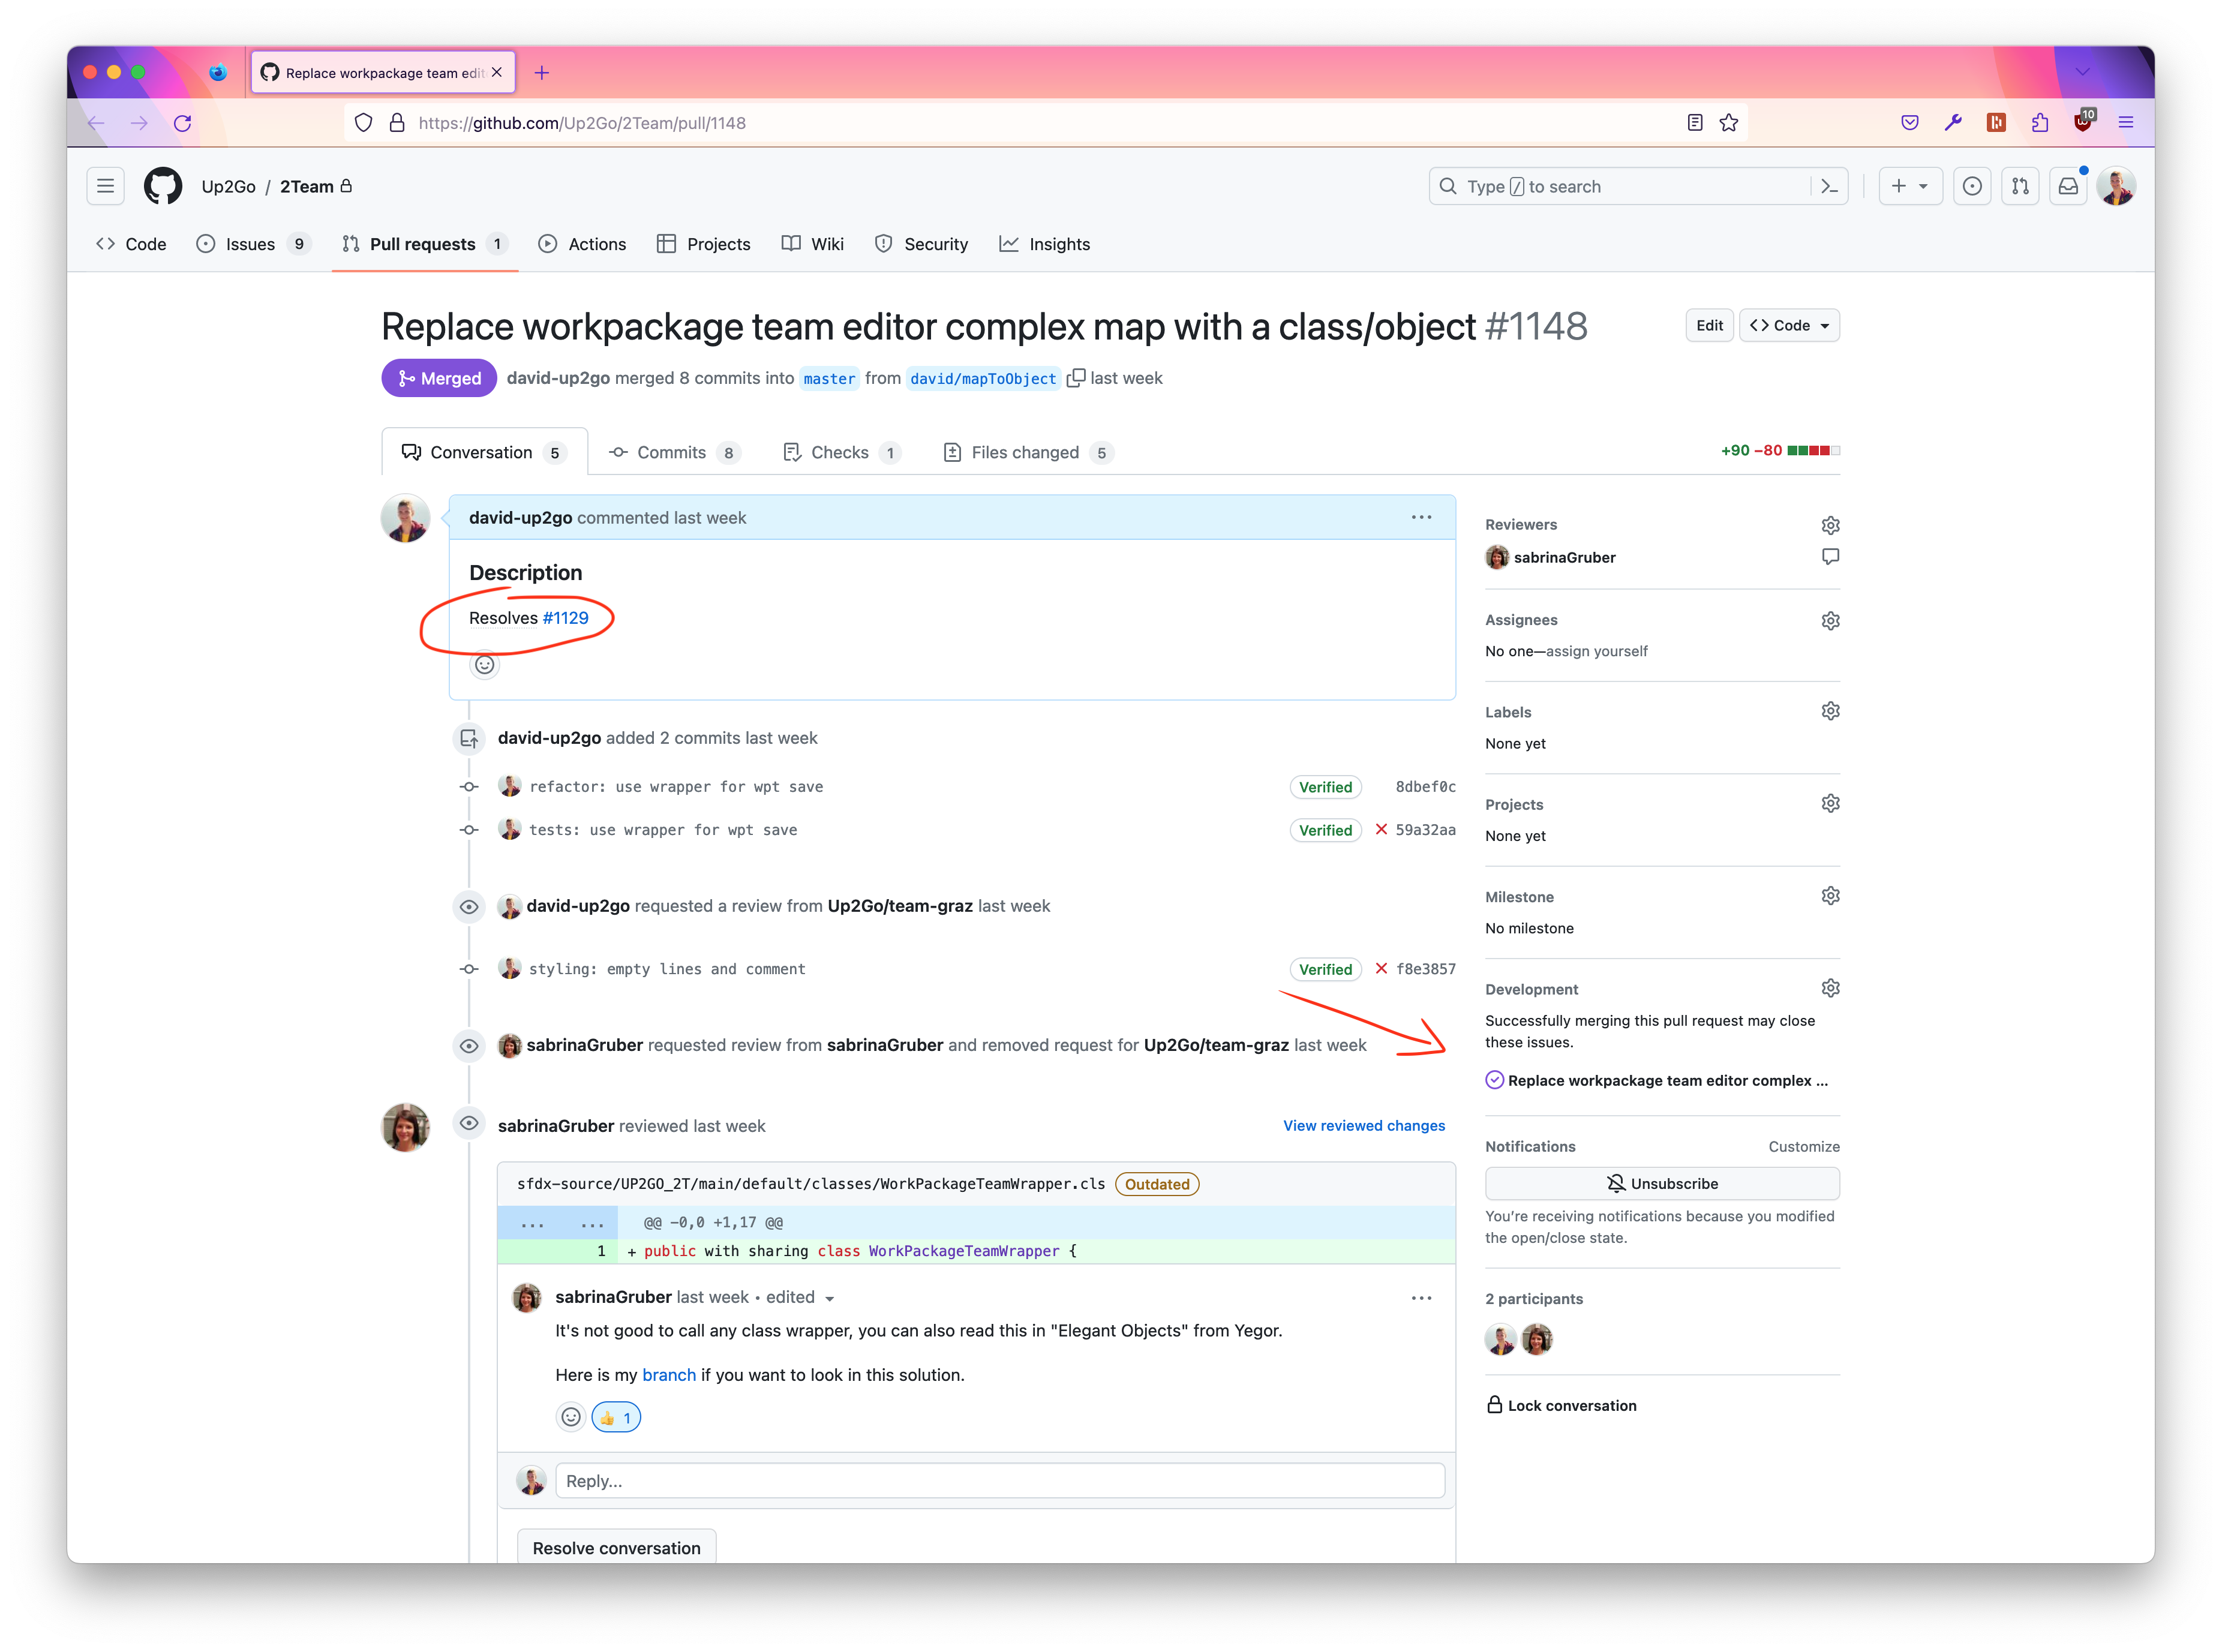 Replace workpackage team edit
https://github.com/Up2Go/2Team/pull/1148
10
Up2Go / 2Team
Type / to search
Code
Issues 9
Pull requests 1
Actions
Projects
Wiki
Security
Insights
Replace workpackage team editor complex map with a class/object #1148
Edit
<> Code
Merged
david-up2go merged 8 commits into master from david/mapToObject last week
Conversation 5
Commits 8
Checks 1
Files changed 5
+90 −80
david-up2go commented last week
Description
Resolves #1129
david-up2go added 2 commits last week
refactor: use wrapper for wpt save
Verified
8dbef0c
tests: use wrapper for wpt save
Verified
59a32aa
david-up2go requested a review from Up2Go/team-graz last week
styling: empty lines and comment
Verified
f8e3857
sabrinaGruber requested review from sabrinaGruber and removed request for Up2Go/team-graz last week
sabrinaGruber reviewed last week
View reviewed changes
sfdx-source/UP2GO_2T/main/default/classes/WorkPackageTeamWrapper.cls
Outdated
... ... @@ -0,0 +1,17 @@
1 + public with sharing class WorkPackageTeamWrapper {
sabrinaGruber last week • edited
It's not good to call any class wrapper, you can also read this in "Elegant Objects" from Yegor.
Here is my branch if you want to look in this solution.
👍 1
Reply...
Resolve conversation
Reviewers
sabrinaGruber
Assignees
No one—assign yourself
Labels
None yet
Projects
None yet
Milestone
No milestone
Development
Successfully merging this pull request may close
these issues.
Replace workpackage team editor complex ...
Notifications
Customize
Unsubscribe
You're receiving notifications because you modified
the open/close state.
2 participants
Lock conversation